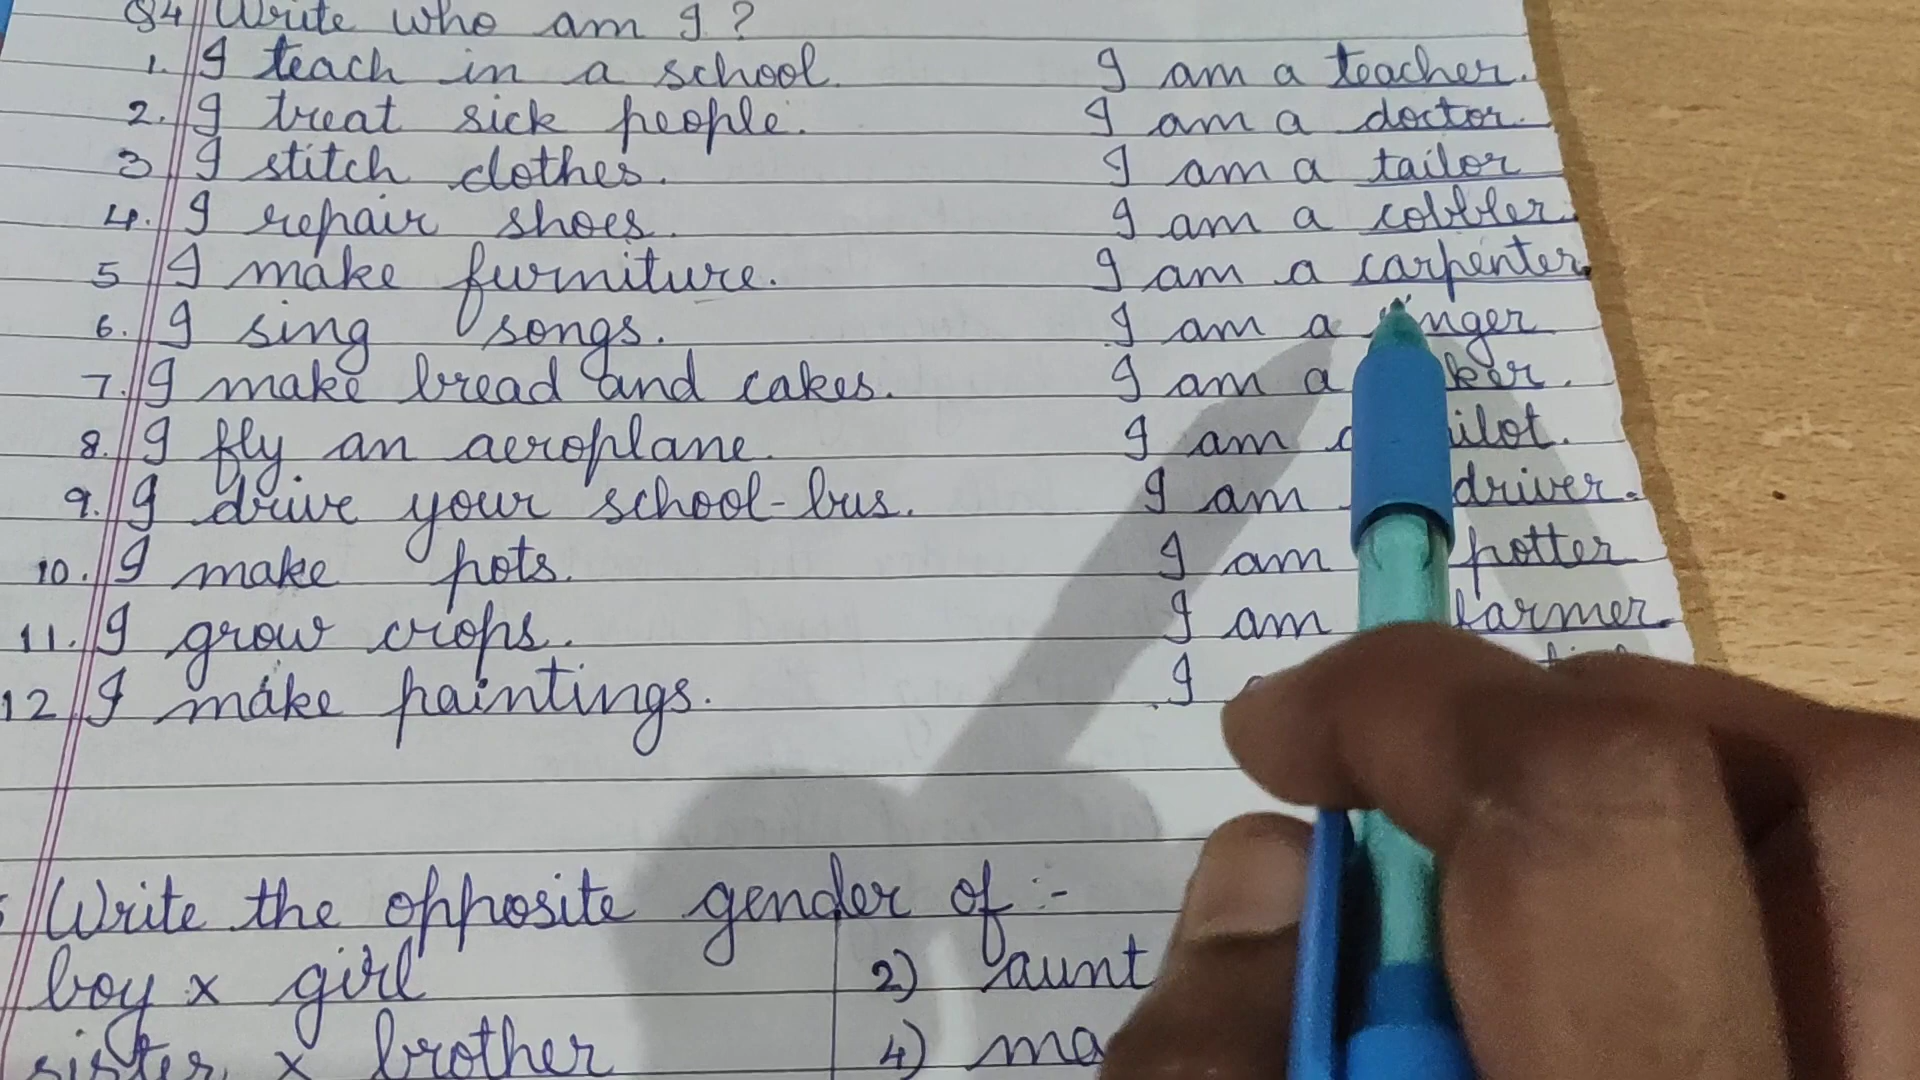 Q4 Write who am I ?
1. I teach in a school. I am a teacher.
2. I treat sick people. I am a doctor.
3 I stitch clothes. I am a tailor
4. I repair shoes. I am a cobbler.
5 I make furniture. I am a carpenter.
6. I sing songs. I am a
7. I make bread and cakes. I am a
8. I fly an aeroplane. I am
9. I drive your school-bus. I am driver.
10. I make pots. I am potter
11. I grow crops. I am farmer.
12 I make paintings. I
Write the opposite gender of :-
boy x girl 2) aunt
sister x brother 4)